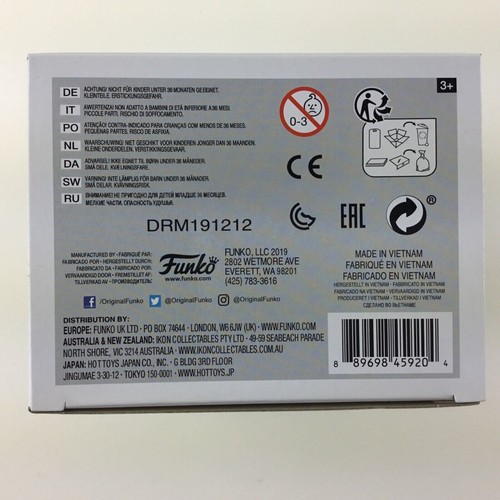 DE ACHTUNG! NICHT FÜR KINDER UNTER 36 MONATEN GEEIGNET.
KLEINTEILE. ERSTICKUNGSGEFAHR.
IT AWERTENZA! NON ADATTO A BAMBINI DI ETÀ INFERIORE A 36 MESI.
PICCOLE PARTI. RISCHIO DI SOFFOCAMENTO.
PO ATENÇÃO! CONTRA-INDICADO PARA CRIANÇAS COM MENOS DE 36 MESES.
PEQUENAS PARTES. RISCO DE ASFIXIA.
NL WAARSCHUWING! NIET GESCHIKT VOOR KINDEREN JONGER DAN 36 MAANDEN.
KLEINE ONDERDELEN. VERSTIKKINGSGEVAAR.
DA ADVARSEL! IKKE EGNET TIL BØRN UNDER 36 MÅNEDER.
SMÅ DELE. KVÆLNINGSFARE.
SW VARNING! INTE LÄMPLIG FÖR BARN UNDER 36 MÅNADER.
SMÅ DELAR. KVÄVNINGSRISK.
RU ВНИМАНИЕ! НЕ ПРИГОДНО ДЛЯ ДЕТЕЙ МЛАДШЕ 36 МЕСЯЦЕВ.
МЕЛКИЕ ЧАСТИ. ОПАСНОСТЬ УДУШЬЯ.
0-3
3+
CE
EAC
DRM191212
MANUFACTURED BY · FABRIQUÉ PAR
FABRICADO POR · HERGESTELLT DURCH
FABBRICATO DA · FABRICADO POR
VERVAARDIGD DOOR · FREMSTILLET AF
TILLVERKAD AV · ПРОИЗВОДИТЕЛЬ
Funko
www.funko.com
FUNKO, LLC 2019
2802 WETMORE AVE
EVERETT, WA 98201
(425) 783-3616
MADE IN VIETNAM
FABRIQUÉ EN VIETNAM
FABRICADO EN VIETNAM
HERGESTELLT IN VIETNAM · FABBRICATO IN VIETNAM
FABRICADO NA VIETNAM · VERVAARDIGD IN VIETNAM
PRODUCERET I VIETNAM · TILLVERKAD I VIETNAM
СДЕЛАНО ВО ВЬЕТНАМЕ
/OriginalFunko @OriginalFunko @OriginalFunko
DISTRIBUTION BY:
EUROPE: FUNKO UK LTD · PO BOX 74644 · LONDON, W6 6JW UK · WWW.FUNKO.COM
AUSTRALIA & NEW ZEALAND: IKON COLLECTABLES PTY LTD · 49-59 SEABEACH PARADE
NORTH SHORE, VIC 3214 AUSTRALIA · WWW.IKONCOLLECTABLES.COM.AU
JAPAN: HOT TOYS JAPAN CO., INC. · G BLDG 3RD FLOOR
JINGUMAE 3-30-12 · TOKYO 150-0001 · WWW.HOTTOYS.JP
8 89698 45920 4